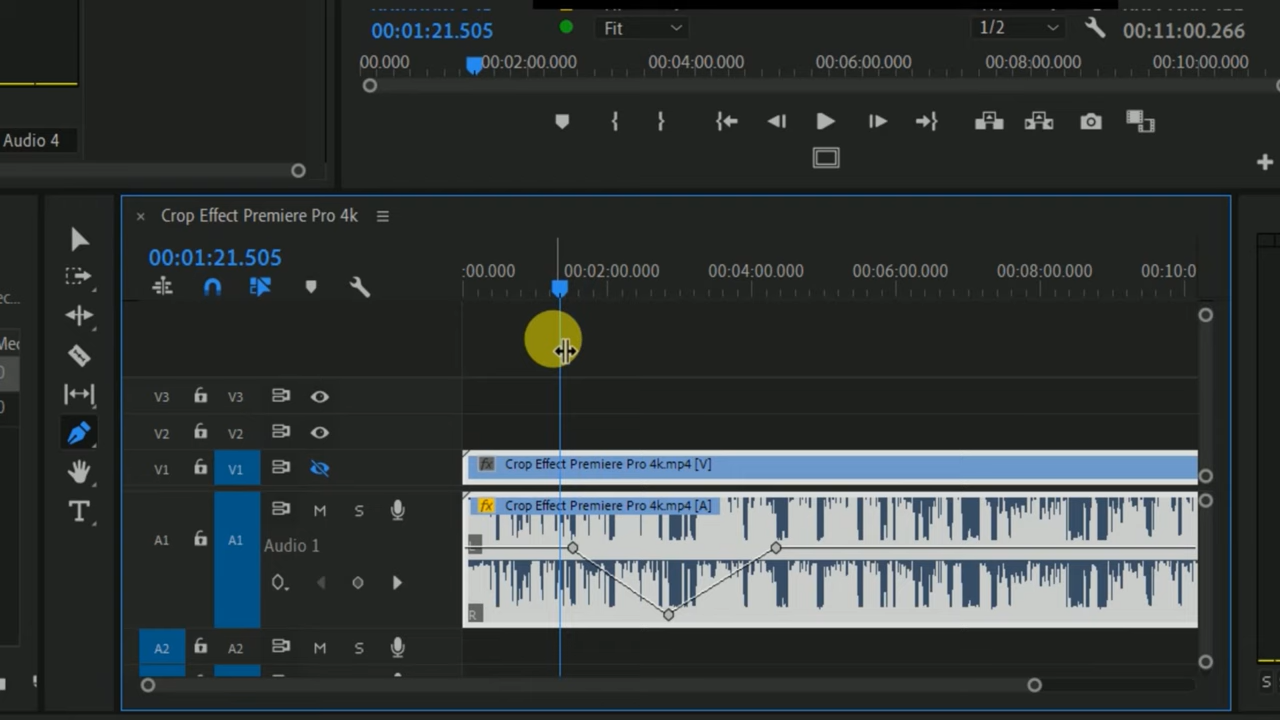 00:01:21.505
Fit
1/2
00:11:00.266
00.000
00:02:00.000
00:04:00.000
00:06:00.000
00:08:00.000
00:10:00.000
Audio 4
× Crop Effect Premiere Pro 4k
00:01:21.505
:00.000
00:02:00.000
00:04:00.000
00:06:00.000
00:08:00.000
00:10:0
V3 V3
V2 V2
V1 V1
fx Crop Effect Premiere Pro 4k.mp4 [V]
fx Crop Effect Premiere Pro 4k.mp4 [A]
M S
A1 A1
Audio 1
L
R
A2 A2 M S
T
S